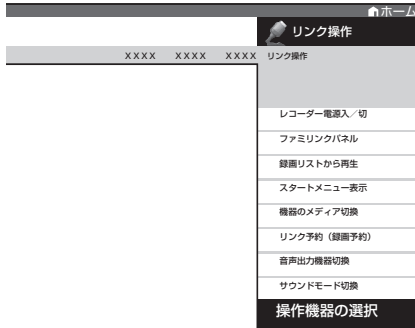 ホーム
リンク操作
XXXX XXXX XXXX リンク操作
レコーダー電源入／切
ファミリンクパネル
録画リストから再生
スタートメニュー表示
機器のメディア切換
リンク予約（録画予約）
音声出力機器切換
サウンドモード切換
操作機器の選択